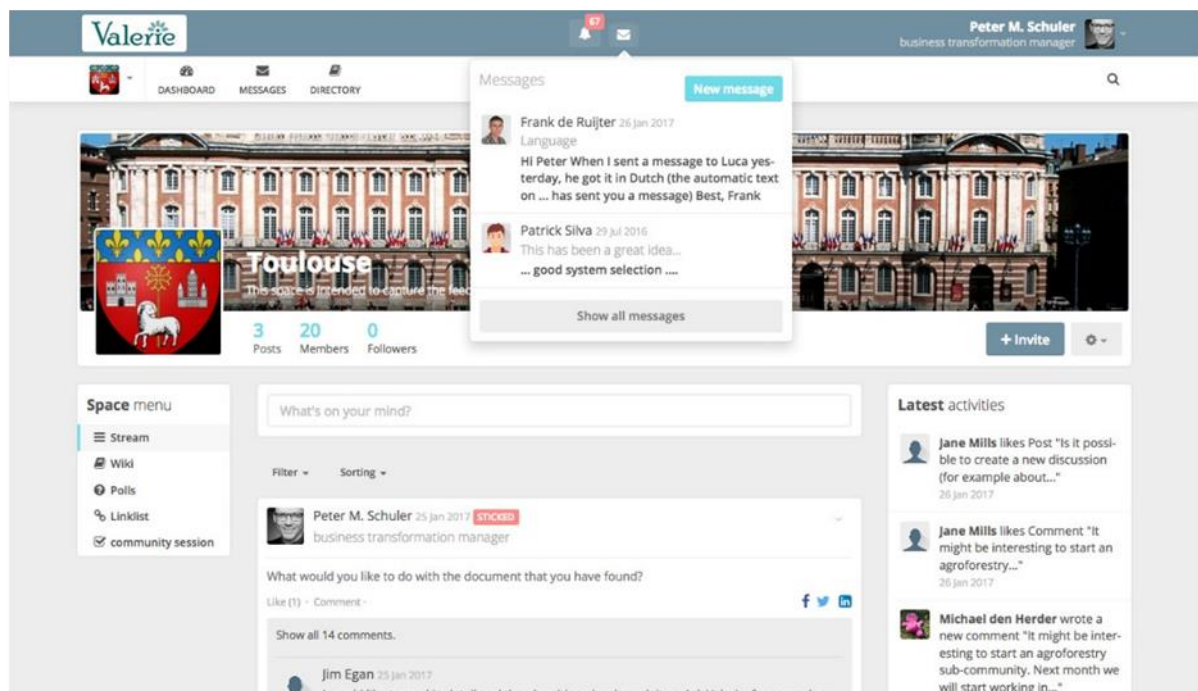 Valerie
67
Peter M. Schuler
business transformation manager
DASHBOARD
MESSAGES
DIRECTORY
Messages
New message
Frank de Ruijter 26 Jan 2017
Language
Hi Peter When I sent a message to Luca yes-
terday, he got it in Dutch (the automatic text
on ... has sent you a message) Best, Frank
Patrick Silva 29 Jul 2016
This has been a great idea...
... good system selection ....
Show all messages
Toulouse
This space is intended to capture the feed
3
Posts
20
Members
0
Followers
+ Invite
Space menu
Stream
Wiki
Polls
Linklist
community session
What's on your mind?
Filter
Sorting
Peter M. Schuler 25 Jan 2017 STICKED
business transformation manager
What would you like to do with the document that you have found?
Like (1) · Comment ·
Show all 14 comments.
Jim Egan 25 Jan 2017
Latest activities
Jane Mills likes Post "Is it possi-
ble to create a new discussion
(for example about..."
26 Jan 2017
Jane Mills likes Comment "It
might be interesting to start an
agroforestry..."
26 Jan 2017
Michael den Herder wrote a
new comment "It might be inter-
esting to start an agroforestry
sub-community. Next month we
will start working in..."